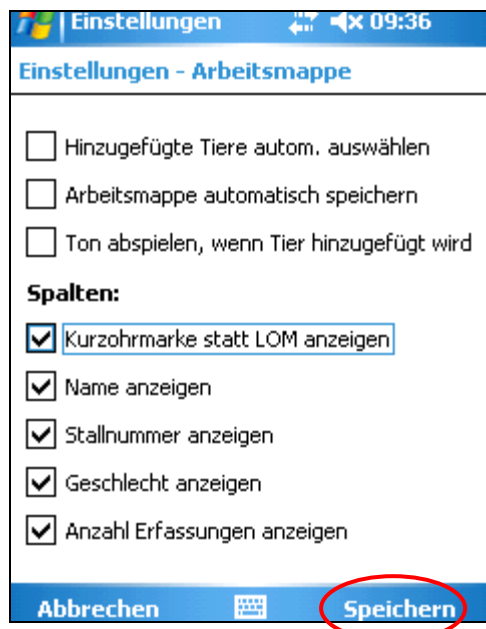 Einstellungen 09:36
Einstellungen - Arbeitsmappe
Hinzugefügte Tiere autom. auswählen
Arbeitsmappe automatisch speichern
Ton abspielen, wenn Tier hinzugefügt wird
Spalten:
Kurzohrmarke statt LOM anzeigen
Name anzeigen
Stallnummer anzeigen
Geschlecht anzeigen
Anzahl Erfassungen anzeigen
Abbrechen Speichern